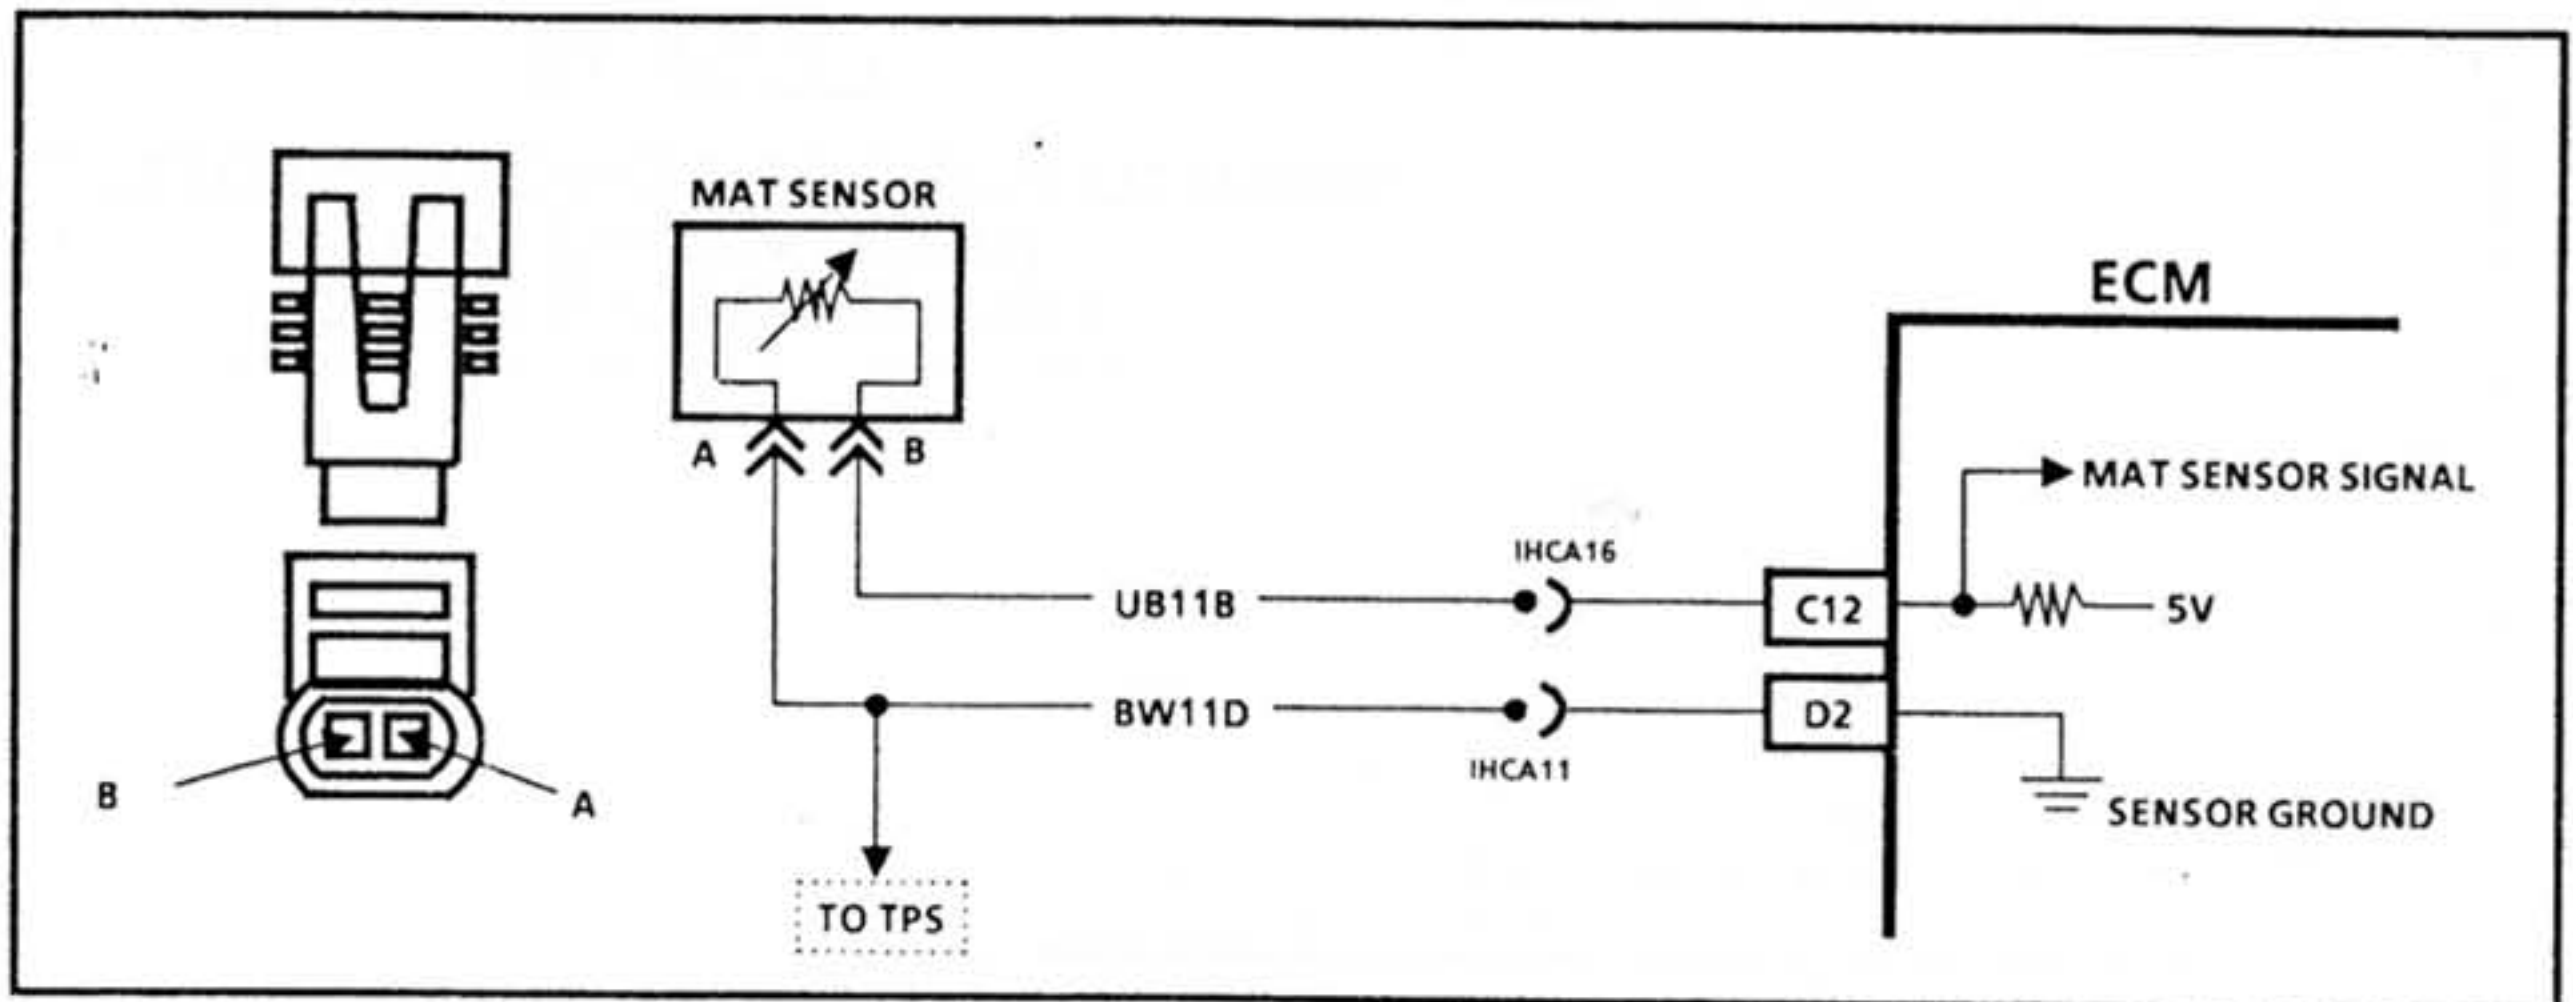 MAT SENSOR
ECM
A
B
MAT SENSOR SIGNAL
IHCA16
UB11B
C12
5V
BW11D
D2
IHCA11
B
A
SENSOR GROUND
TO TPS